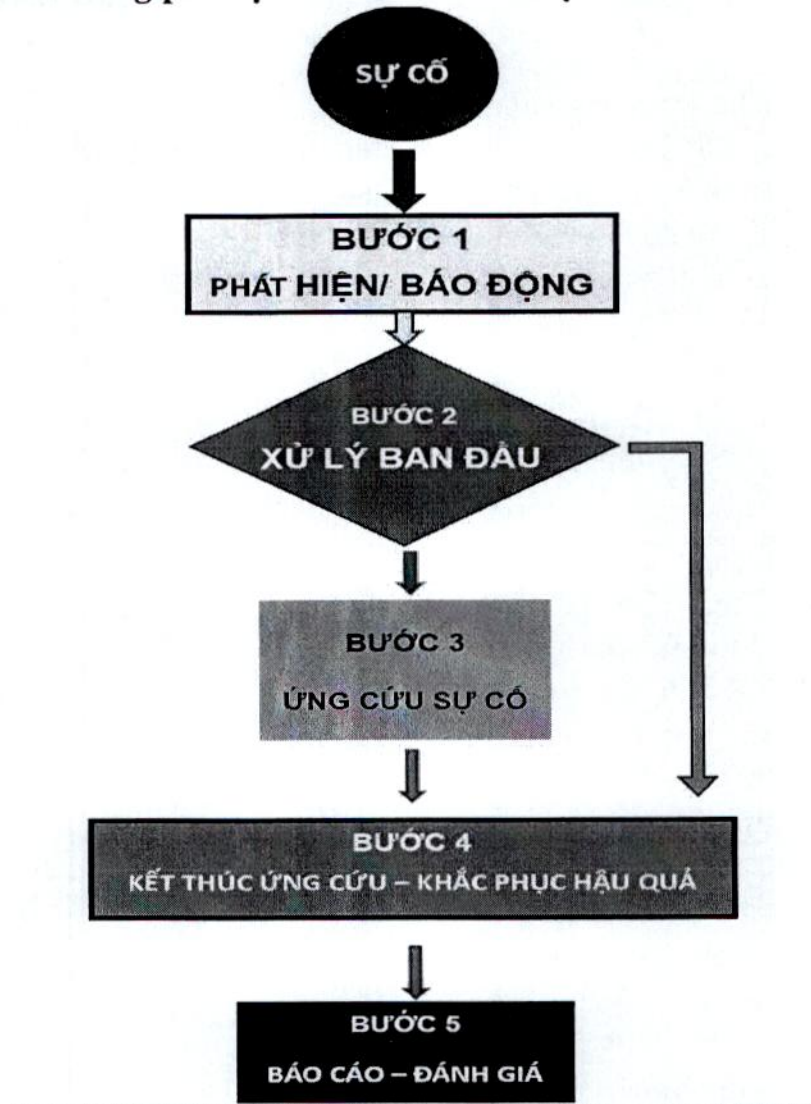 SỰ CỐ
BƯỚC 1
PHÁT HIỆN/ BÁO ĐỘNG
BƯỚC 2
XỬ LÝ BAN ĐẦU
BƯỚC 3
ỨNG CỨU SỰ CỐ
BƯỚC 4
KẾT THÚC ỨNG CỨU – KHẮC PHỤC HẬU QUẢ
BƯỚC 5
BÁO CÁO – ĐÁNH GIÁ